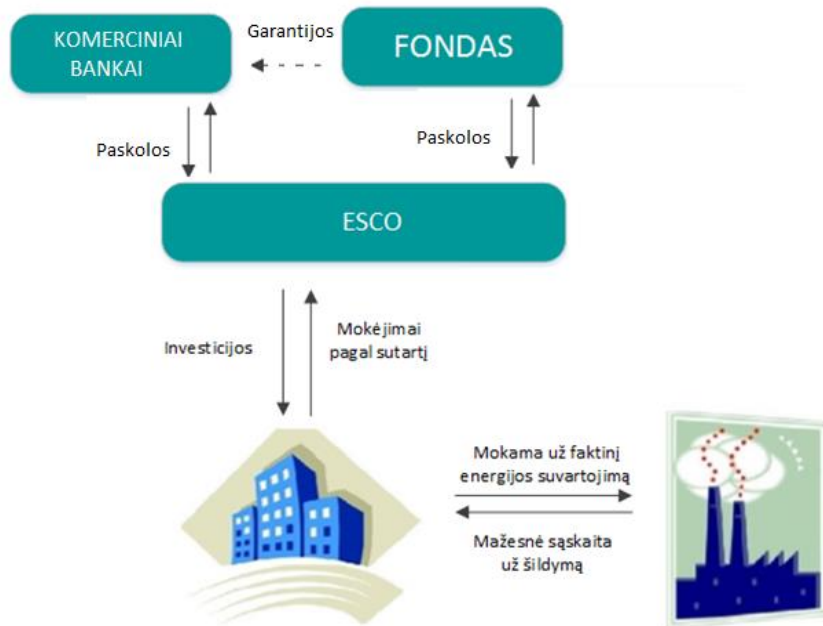 KOMERCINIAI
BANKAI
Garantijos
FONDAS
Paskolos
Paskolos
ESCO
Investicijos
Mokėjimai
pagal sutartį
Mokama už faktinį
energijos suvartojimą
Mažesnė sąskaita
už šildymą